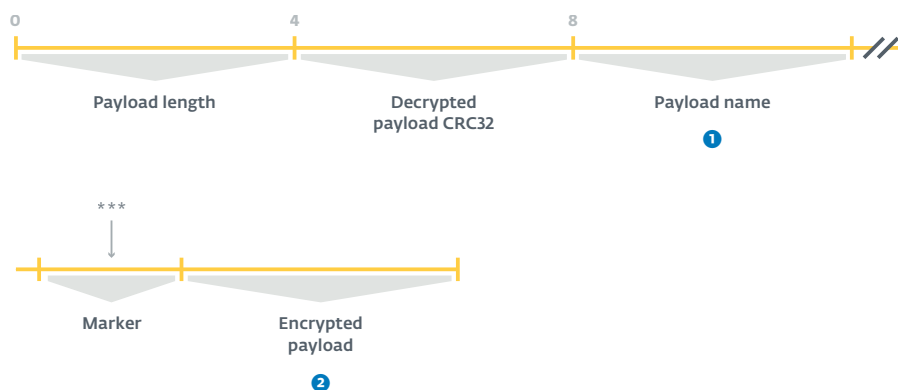 0 4 8
Payload length
Decrypted
payload CRC32
Payload name
1
***
Marker
Encrypted
payload
2